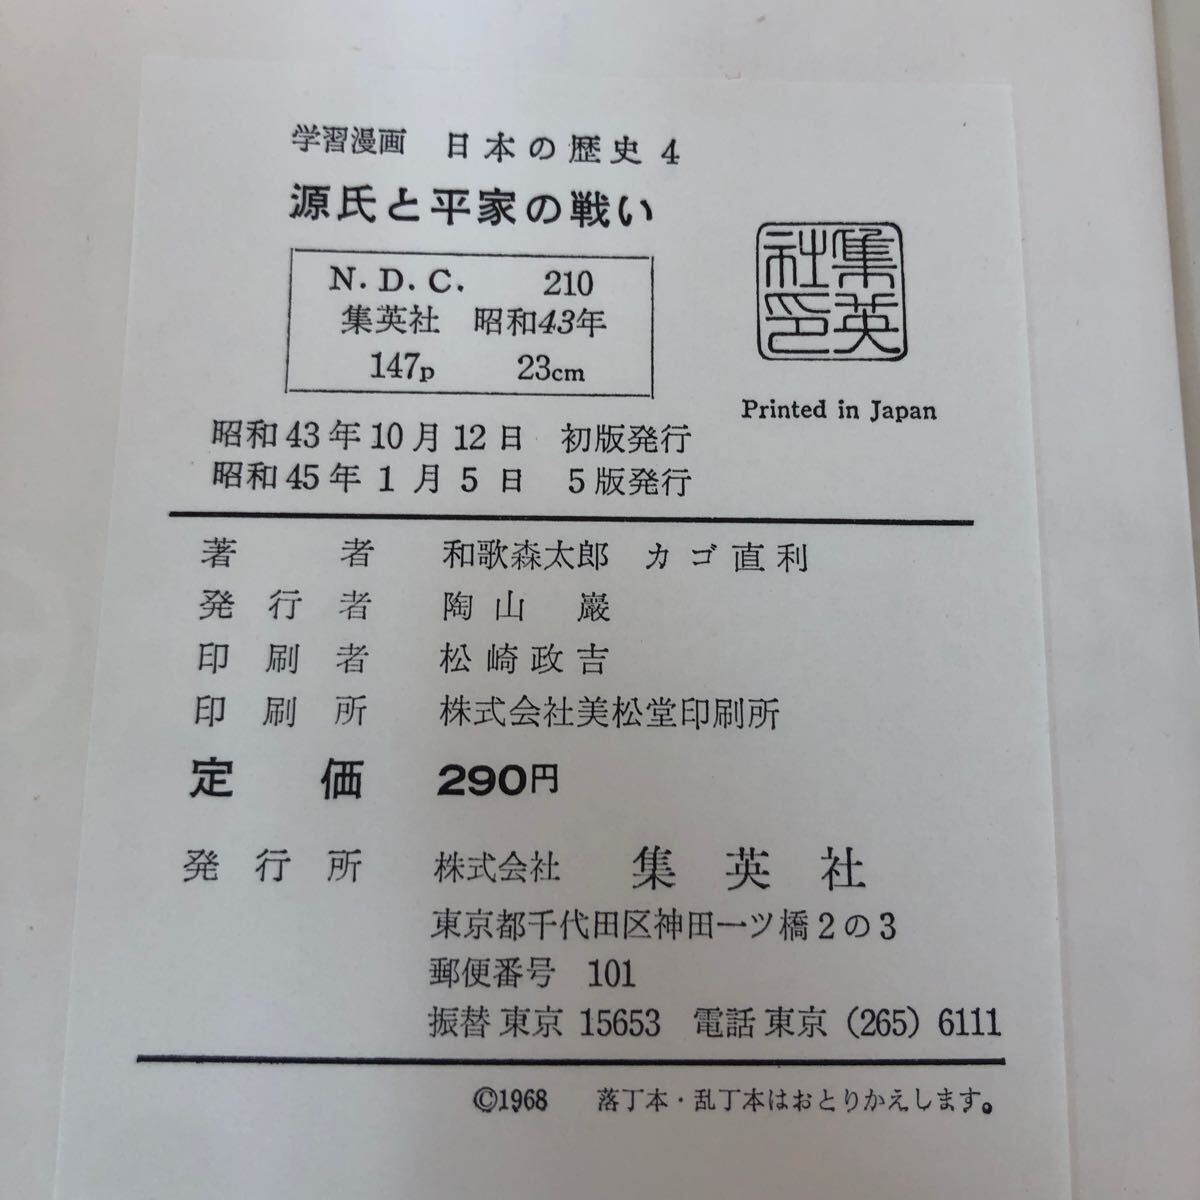 学習漫画 日本の歴史 4
源氏と平家の戦い
N.D.C. 210
集英社 昭和43年
147p 23cm
集英社印
Printed in Japan
昭和43年10月12日 初版発行
昭和45年1月5日 5版発行
著者 和歌森太郎 カゴ直利
発行者 陶山巌
印刷者 松崎政吉
印刷所 株式会社美松堂印刷所
定価 290円
発行所 株式会社 集英社
東京都千代田区神田一ツ橋2の3
郵便番号 101
振替 東京 15653 電話 東京 (265) 6111
©1968 落丁本・乱丁本はおとりかえします。